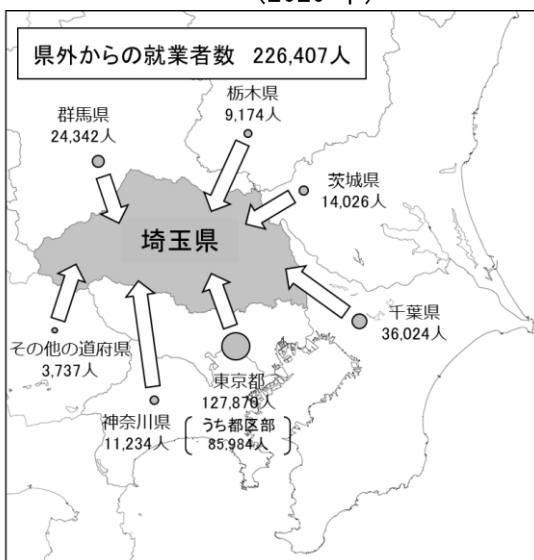 県外からの就業者数 226,407人
栃木県
9,174人
群馬県
24,342人
茨城県
14,026人
埼玉県
千葉県
36,024人
その他の道府県
3,737人
東京都
127,870人
うち都区部
85,984人
神奈川県
11,234人